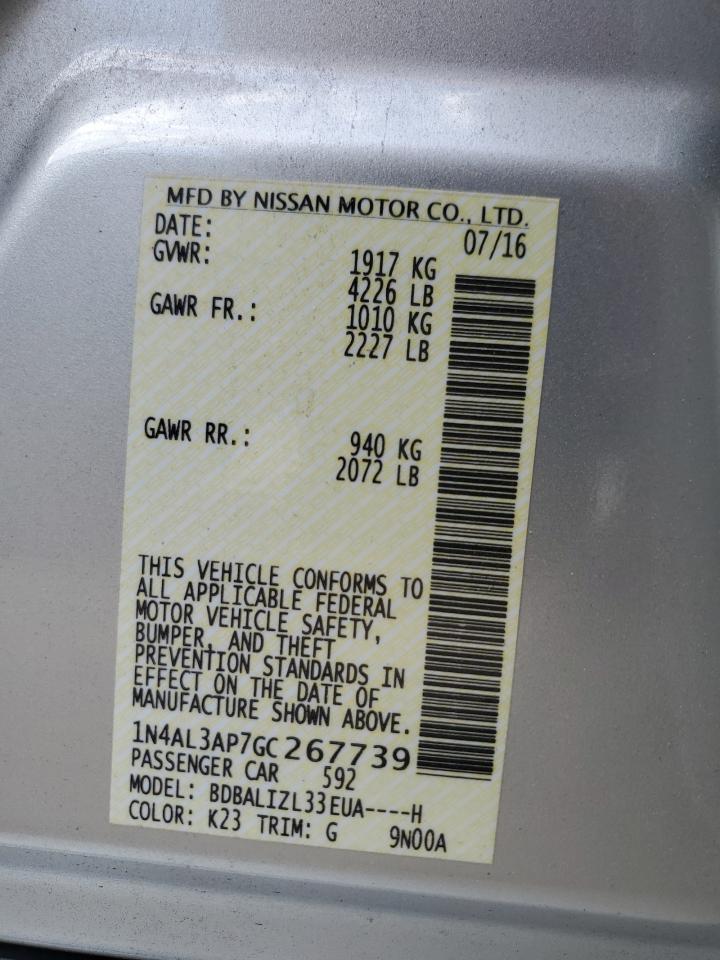 MFD BY NISSAN MOTOR CO., LTD.
DATE: 07/16
GVWR: 1917 KG
4226 LB
GAWR FR.: 1010 KG
2227 LB
GAWR RR.: 940 KG
2072 LB
THIS VEHICLE CONFORMS TO
ALL APPLICABLE FEDERAL
MOTOR VEHICLE SAFETY,
BUMPER, AND THEFT
PREVENTION STANDARDS IN
EFFECT ON THE DATE OF
MANUFACTURE SHOWN ABOVE.
1N4AL3AP7GC267739
PASSENGER CAR 592
MODEL: BDBALIZL33EUA----H
COLOR: K23 TRIM: G 9N00A